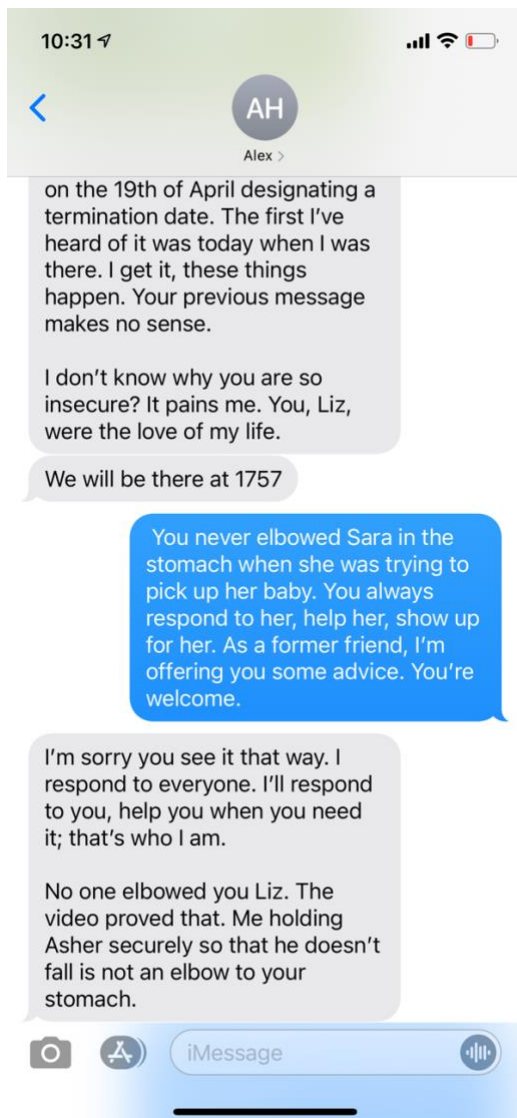 10:31
AH
Alex
on the 19th of April designating a
termination date. The first I’ve
heard of it was today when I was
there. I get it, these things
happen. Your previous message
makes no sense.
I don’t know why you are so
insecure? It pains me. You, Liz,
were the love of my life.
We will be there at 1757
You never elbowed Sara in the
stomach when she was trying to
pick up her baby. You always
respond to her, help her, show up
for her. As a former friend, I’m
offering you some advice. You’re
welcome.
I’m sorry you see it that way. I
respond to everyone. I’ll respond
to you, help you when you need
it; that’s who I am.
No one elbowed you Liz. The
video proved that. Me holding
Asher securely so that he doesn’t
fall is not an elbow to your
stomach.
iMessage